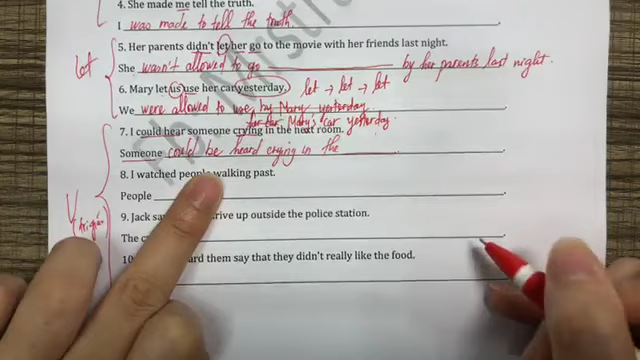 4. She made me tell the truth.
I was made to tell the truth.
let
5. Her parents didn't let her go to the movie with her friends last night.
She wasn't allowed to go by her parents last night.
6. Mary let us use her car yesterday. let → let → let
We were allowed to use by Mary yesterday
Mary's car yesterday.
7. I could hear someone crying in the next room.
Someone could be heard crying in the
8. I watched people walking past.
People
9. Jack rive up outside the police station.
The
10 ard them say that they didn't really like the food.